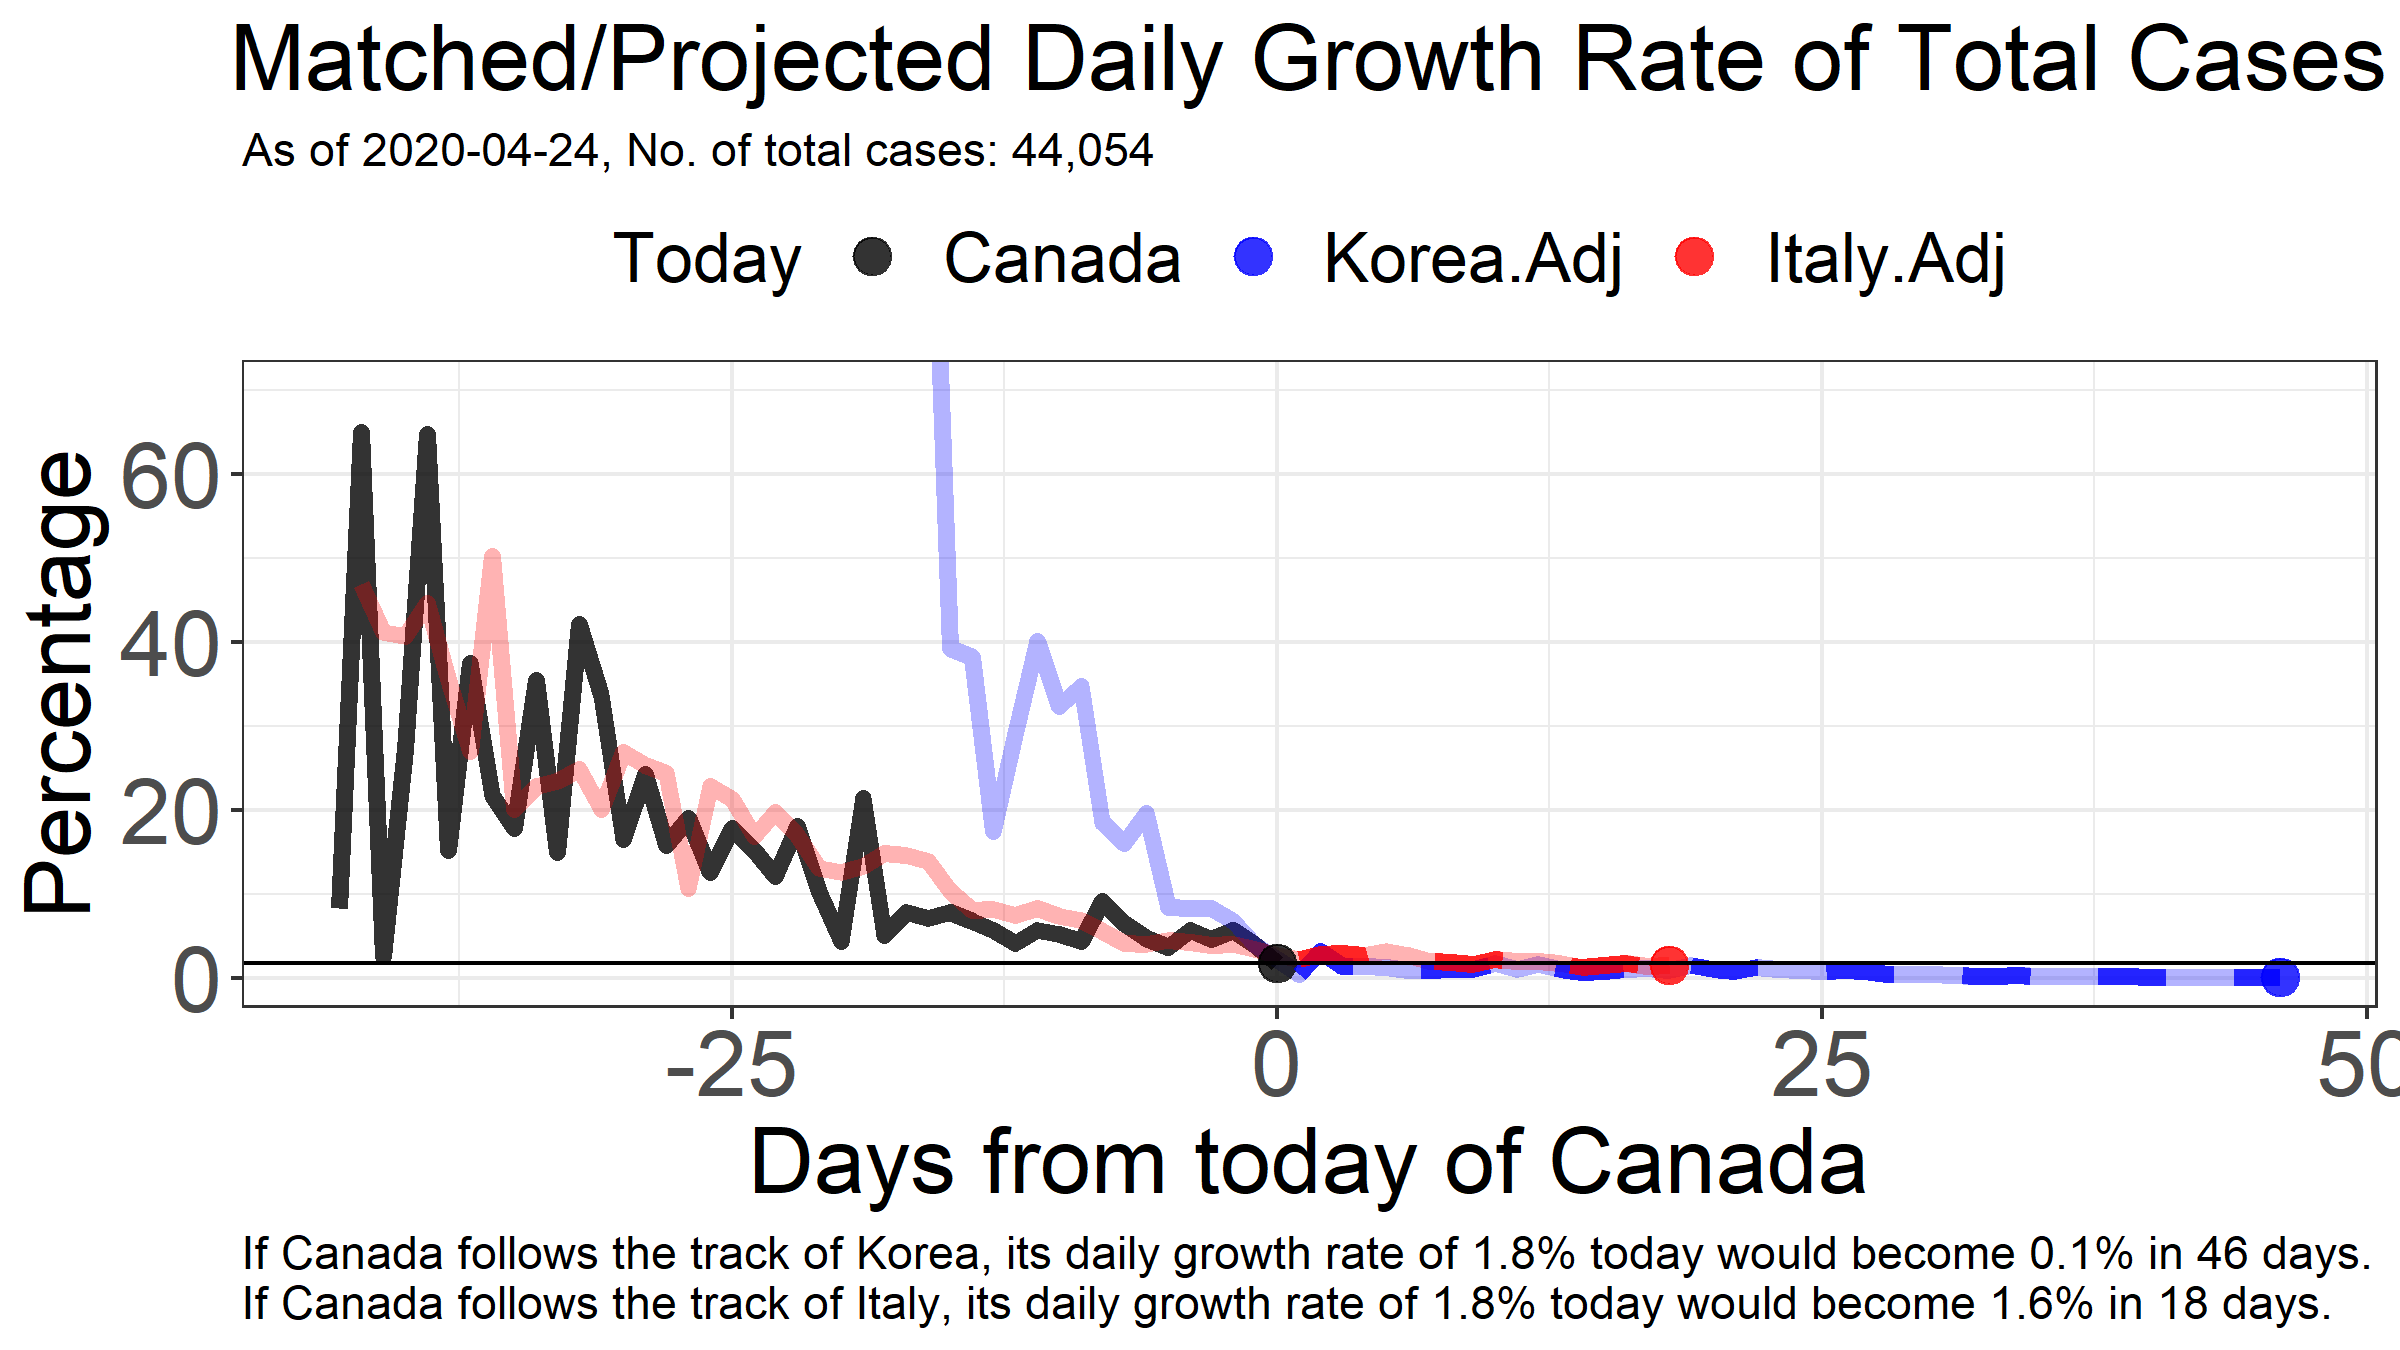 Matched/Projected Daily Growth Rate of Total Cases
As of 2020-04-24, No. of total cases: 44,054
Today Canada Korea.Adj Italy.Adj
Percentage
60
40
20
0
-25 0 25 50
Days from today of Canada
If Canada follows the track of Korea, its daily growth rate of 1.8% today would become 0.1% in 46 days.
If Canada follows the track of Italy, its daily growth rate of 1.8% today would become 1.6% in 18 days.